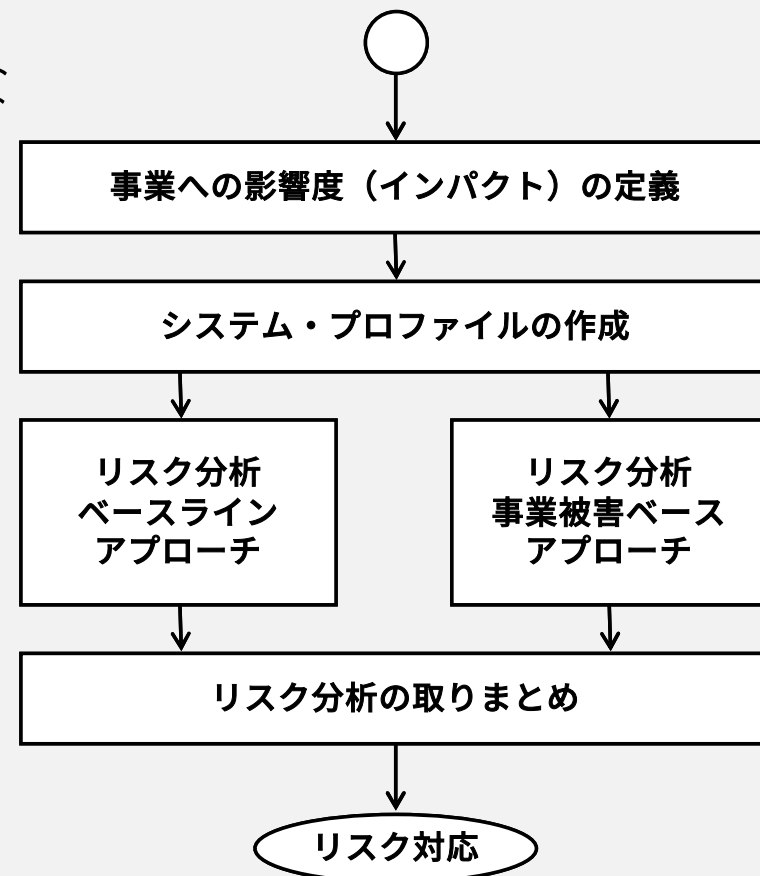 事業への影響度（インパクト）の定義
システム・プロファイルの作成
リスク分析
ベースライン
アプローチ
リスク分析
事業被害ベース
アプローチ
リスク分析の取りまとめ
リスク対応